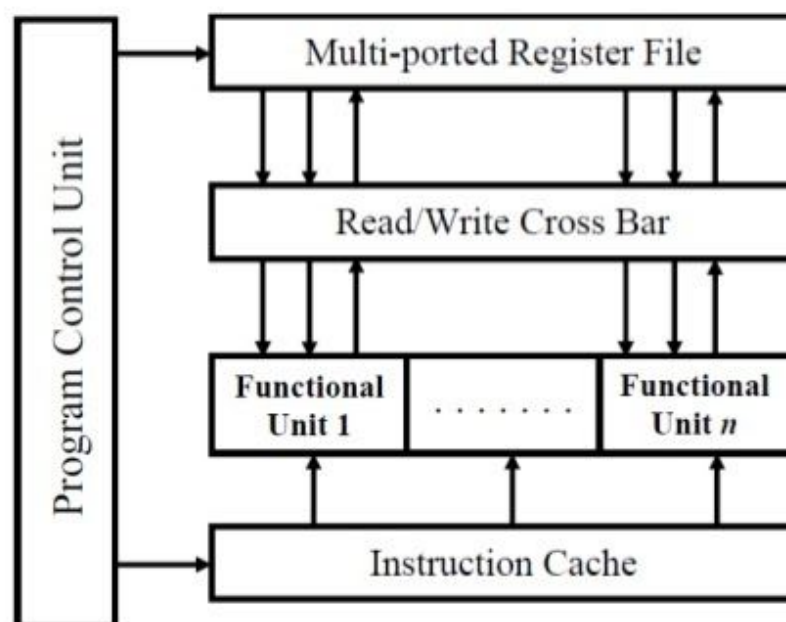 Program Control Unit
Multi-ported Register File
Read/Write Cross Bar
Functional
Unit 1
. . . . . . .
Functional
Unit n
Instruction Cache